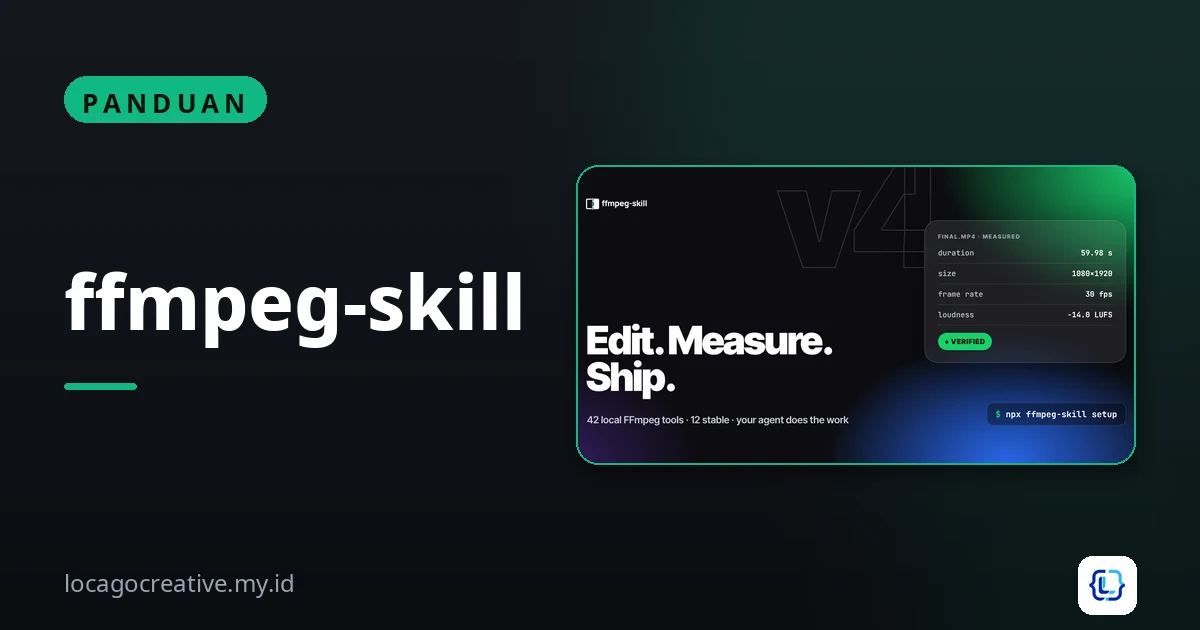 PANDUAN
ffmpeg-skill
ffmpeg-skill
v4
FINAL.MP4 · MEASURED
duration 59.98 s
size 1080×1920
frame rate 30 fps
loudness -14.0 LUFS
• VERIFIED
Edit. Measure.
Ship.
42 local FFmpeg tools · 12 stable · your agent does the work
$ npx ffmpeg-skill setup
locagocreative.my.id